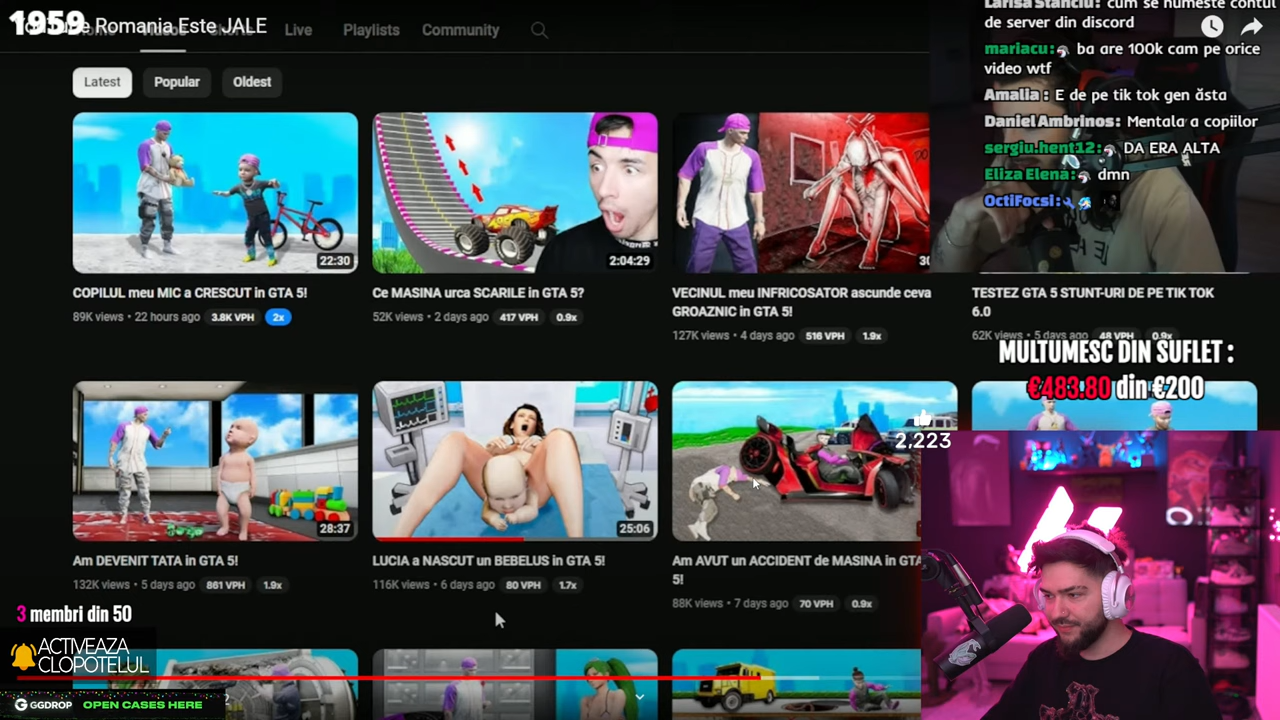 1959
Romania Este JALE
Live
Playlists
Community
Latest
Popular
Oldest
22:30
COPILUL meu MIC a CRESCUT in GTA 5!
89K views • 22 hours ago 3.8K VPH 2x
2:04:29
Ce MASINA urca SCARILE in GTA 5?
52K views • 2 days ago 417 VPH 0.9x
VECINUL meu INFRICOSATOR ascunde ceva
GROAZNIC in GTA 5!
127K views • 4 days ago 516 VPH 1.9x
TESTEZ GTA 5 STUNT-URI DE PE TIK TOK
6.0
62K views • 5 days ago 48 VPH 0.9x
Larisa Stanciu: cum se numeste contul
de server din discord
mariacu: ba are 100k cam pe orice
video wtf
Amalia : E de pe tik tok gen ăsta
Daniel Ambrinos: Mentala a copiilor
sergiu.hent12: DA ERA ALTA
Eliza Elena: dmn
OctiFocsi:
MULTUMESC DIN SUFLET :
€483.80 din €200
2,223
28:37
Am DEVENIT TATA in GTA 5!
132K views • 5 days ago 861 VPH 1.9x
25:06
LUCIA a NASCUT un BEBELUS in GTA 5!
116K views • 6 days ago 80 VPH 1.7x
Am AVUT un ACCIDENT de MASINA in GTA
5!
88K views • 7 days ago 70 VPH 0.9x
3 membri din 50
ACTIVEAZA
CLOPOTELUL
GGDROP OPEN CASES HERE